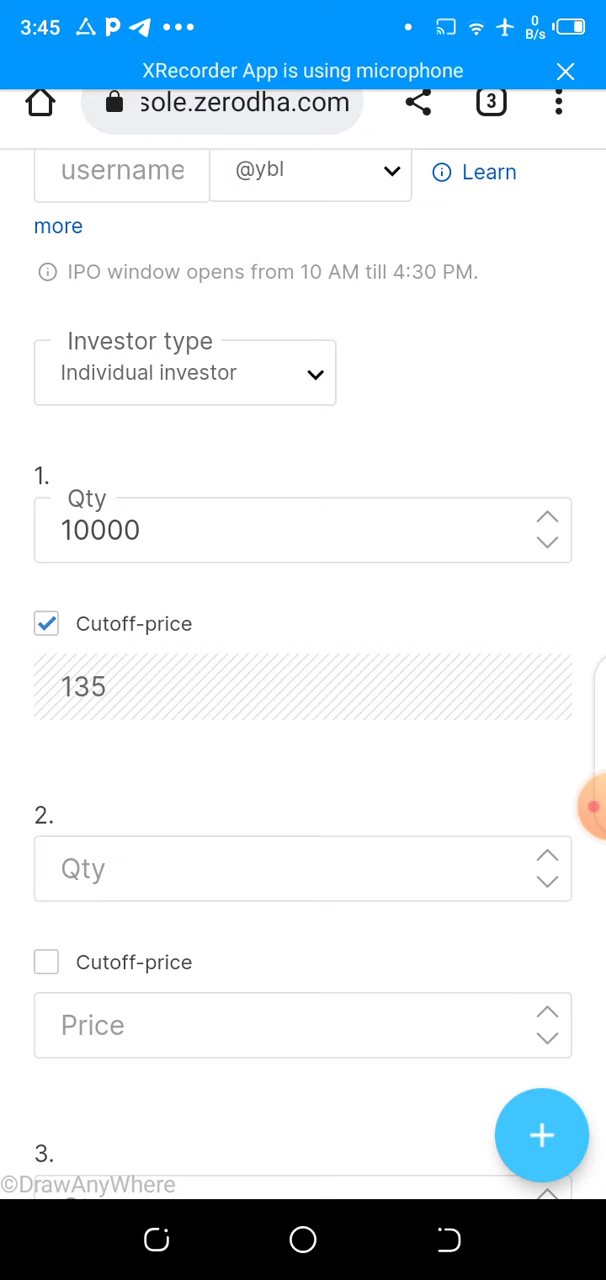 3:45
0
B/s
XRecorder App is using microphone
sole.zerodha.com
3
username
@ybl
Learn
more
IPO window opens from 10 AM till 4:30 PM.
Investor type
Individual investor
1.
Qty
10000
Cutoff-price
135
2.
Qty
Cutoff-price
Price
3.
©DrawAnyWhere